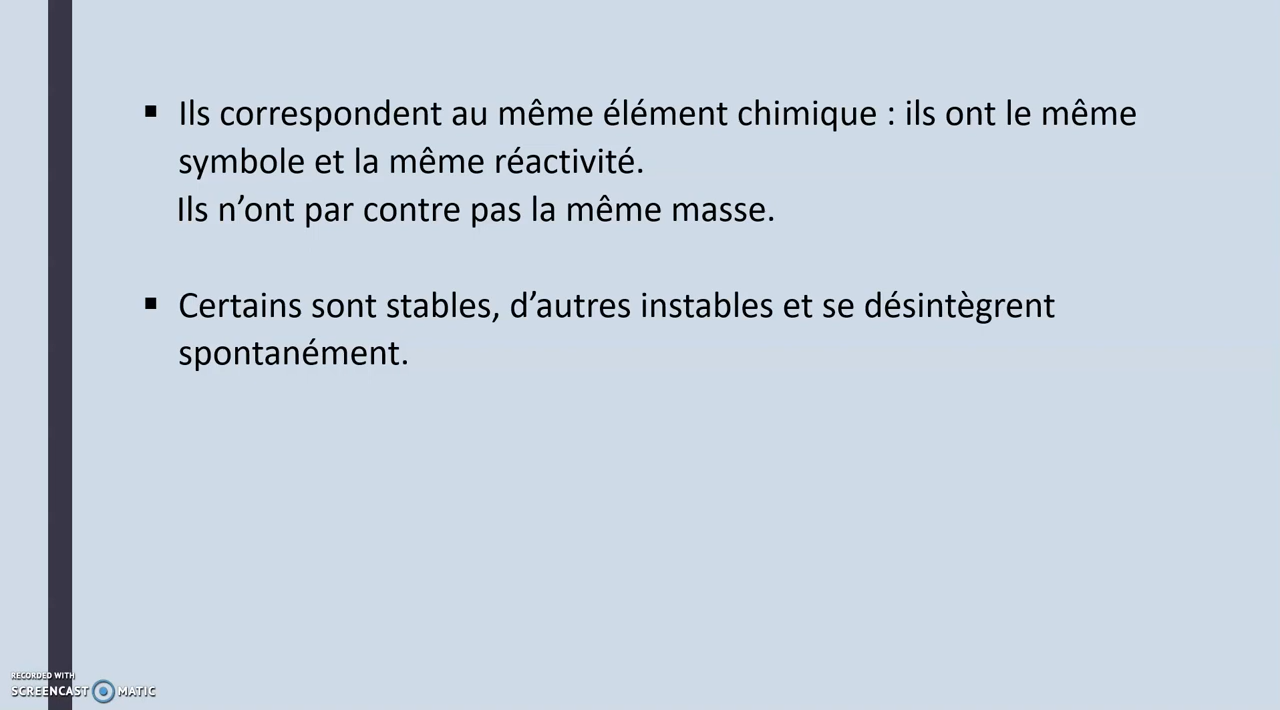 ▪ Ils correspondent au même élément chimique : ils ont le même
symbole et la même réactivité.
Ils n’ont par contre pas la même masse.
▪ Certains sont stables, d’autres instables et se désintègrent
spontanément.
RECORDED WITH
SCREENCAST MATIC